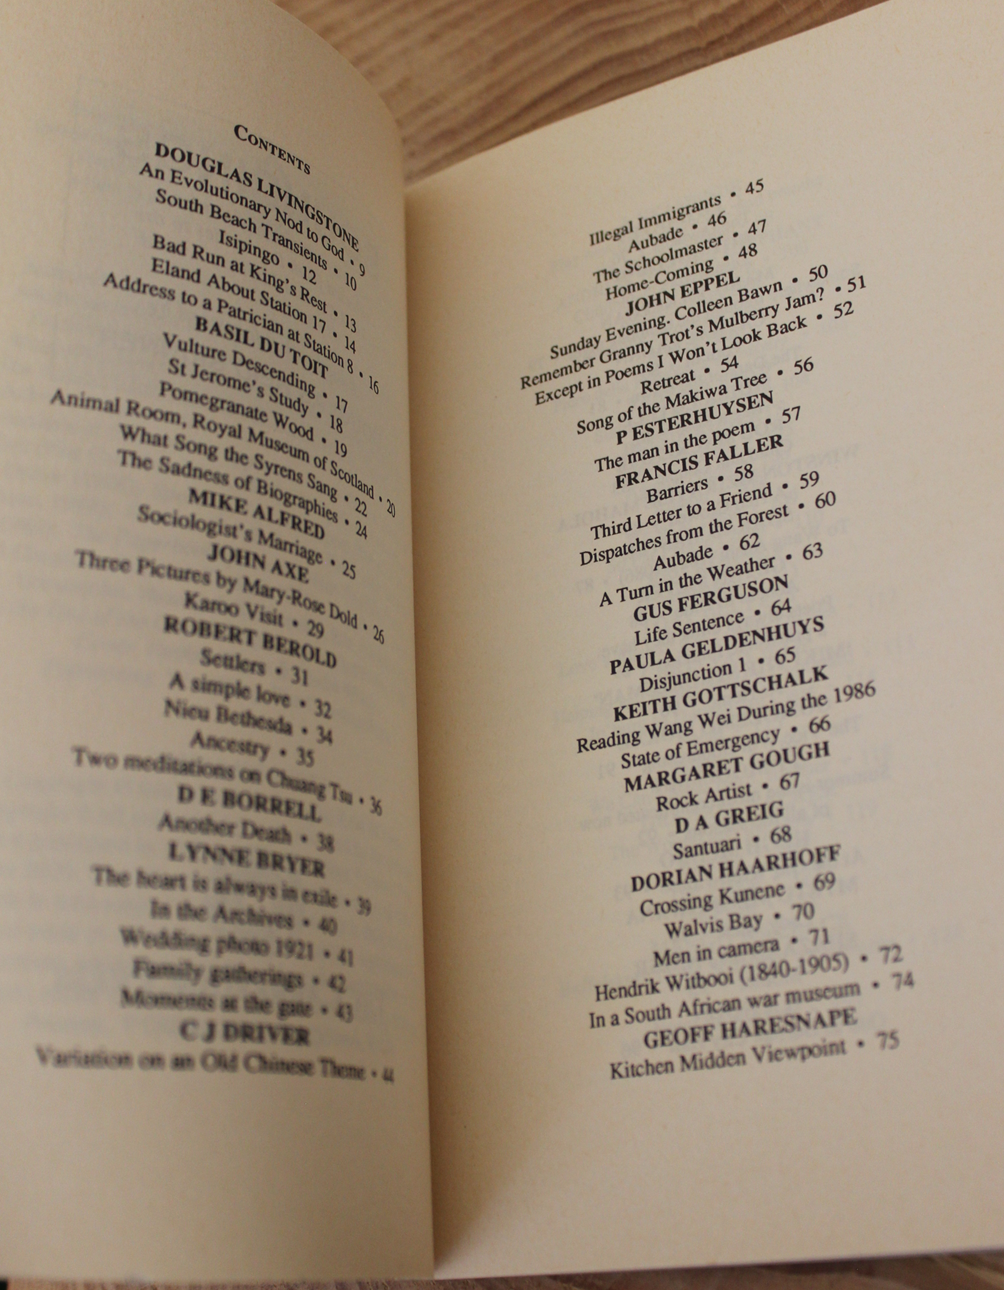 CONTENTS
DOUGLAS LIVINGSTONE
An Evolutionary Nod to God • 9
South Beach Transients • 10
Isipingo • 12
Bad Run at King's Rest • 13
Eland About Station 17 • 14
Address to a Patrician at Station 8 • 16
BASIL DU TOIT
Vulture Descending • 17
St Jerome's Study • 18
Pomegranate Wood • 19
Animal Room, Royal Museum of Scotland • 20
What Song the Syrens Sang • 22
The Sadness of Biographies • 24
MIKE ALFRED
Sociologist's Marriage • 25
JOHN AXE
Three Pictures by Mary-Rose Dold • 26
Karoo Visit • 29
ROBERT BEROLD
Settlers • 31
A simple love • 32
Nieu Bethesda • 34
Ancestry • 35
Two meditations on Chuang Tsu • 36
D E BORRELL
Another Death • 38
LYNNE BRYER
The heart is always in exile • 39
In the Archives • 40
Wedding photo 1921 • 41
Family gatherings • 42
Moments at the gate • 43
C J DRIVER
Variation on an Old Chinese Theme • 44
Illegal Immigrants • 45
Aubade • 46
The Schoolmaster • 47
Home-Coming • 48
JOHN EPPEL
Sunday Evening. Colleen Bawn • 50
Remember Granny Trot's Mulberry Jam? • 51
Except in Poems I Won't Look Back • 52
Retreat • 54
Song of the Makiwa Tree • 56
P ESTERHUYSEN
The man in the poem • 57
FRANCIS FALLER
Barriers • 58
Third Letter to a Friend • 59
Dispatches from the Forest • 60
Aubade • 62
A Turn in the Weather • 63
GUS FERGUSON
Life Sentence • 64
PAULA GELDENHUYS
Disjunction 1 • 65
KEITH GOTTSCHALK
Reading Wang Wei During the 1986
State of Emergency • 66
MARGARET GOUGH
Rock Artist • 67
D A GREIG
Santuari • 68
DORIAN HAARHOFF
Crossing Kunene • 69
Walvis Bay • 70
Men in camera • 71
Hendrik Witbooi (1840-1905) • 72
In a South African war museum • 74
GEOFF HARESNAPE
Kitchen Midden Viewpoint • 75